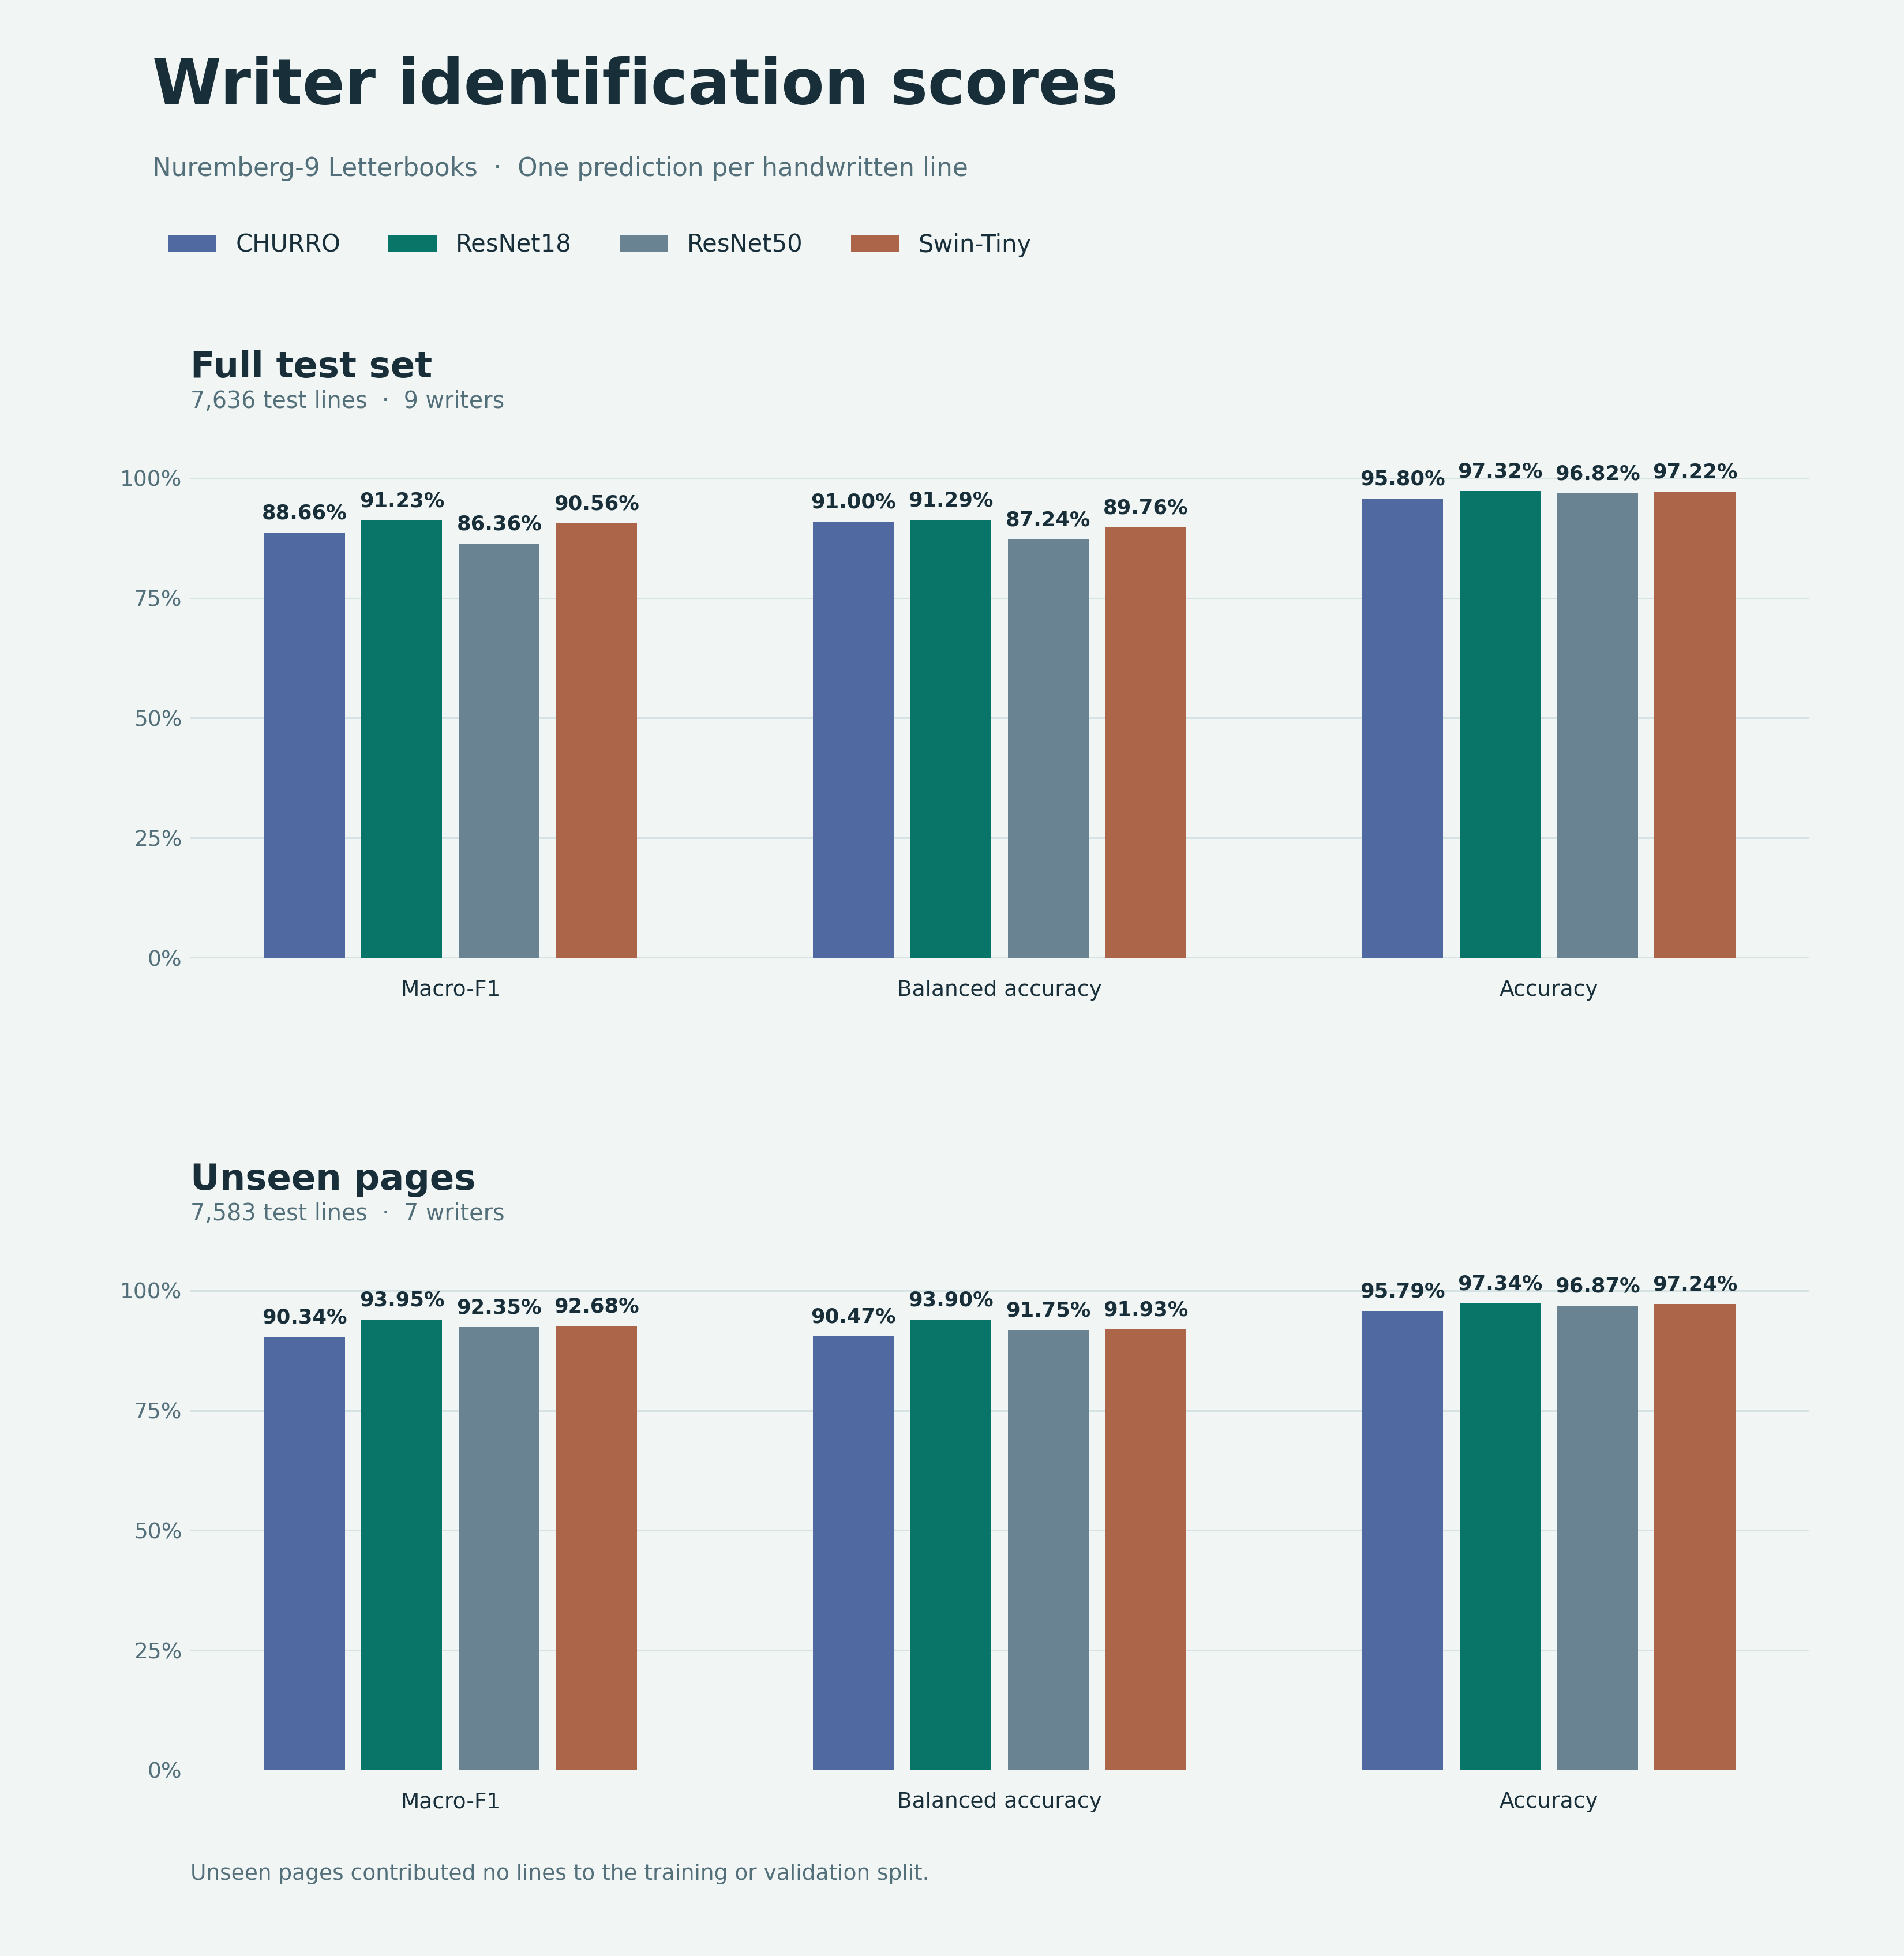 Writer identification scores
Nuremberg-9 Letterbooks · One prediction per handwritten line
CHURRO ResNet18 ResNet50 Swin-Tiny
Full test set
7,636 test lines · 9 writers
100%
75%
50%
25%
0%
88.66% 91.23% 86.36% 90.56% 91.00% 91.29% 87.24% 89.76% 95.80% 97.32% 96.82% 97.22%
Macro-F1 Balanced accuracy Accuracy
Unseen pages
7,583 test lines · 7 writers
100%
75%
50%
25%
0%
90.34% 93.95% 92.35% 92.68% 90.47% 93.90% 91.75% 91.93% 95.79% 97.34% 96.87% 97.24%
Macro-F1 Balanced accuracy Accuracy
Unseen pages contributed no lines to the training or validation split.